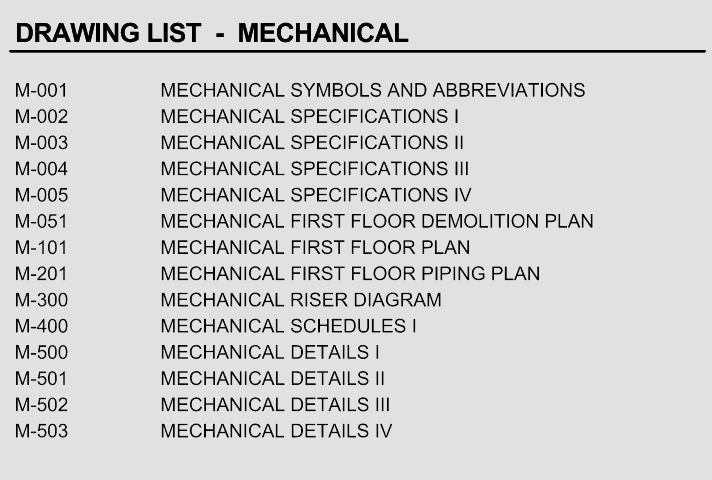 DRAWING LIST - MECHANICAL
M-001 MECHANICAL SYMBOLS AND ABBREVIATIONS
M-002 MECHANICAL SPECIFICATIONS I
M-003 MECHANICAL SPECIFICATIONS II
M-004 MECHANICAL SPECIFICATIONS III
M-005 MECHANICAL SPECIFICATIONS IV
M-051 MECHANICAL FIRST FLOOR DEMOLITION PLAN
M-101 MECHANICAL FIRST FLOOR PLAN
M-201 MECHANICAL FIRST FLOOR PIPING PLAN
M-300 MECHANICAL RISER DIAGRAM
M-400 MECHANICAL SCHEDULES I
M-500 MECHANICAL DETAILS I
M-501 MECHANICAL DETAILS II
M-502 MECHANICAL DETAILS III
M-503 MECHANICAL DETAILS IV